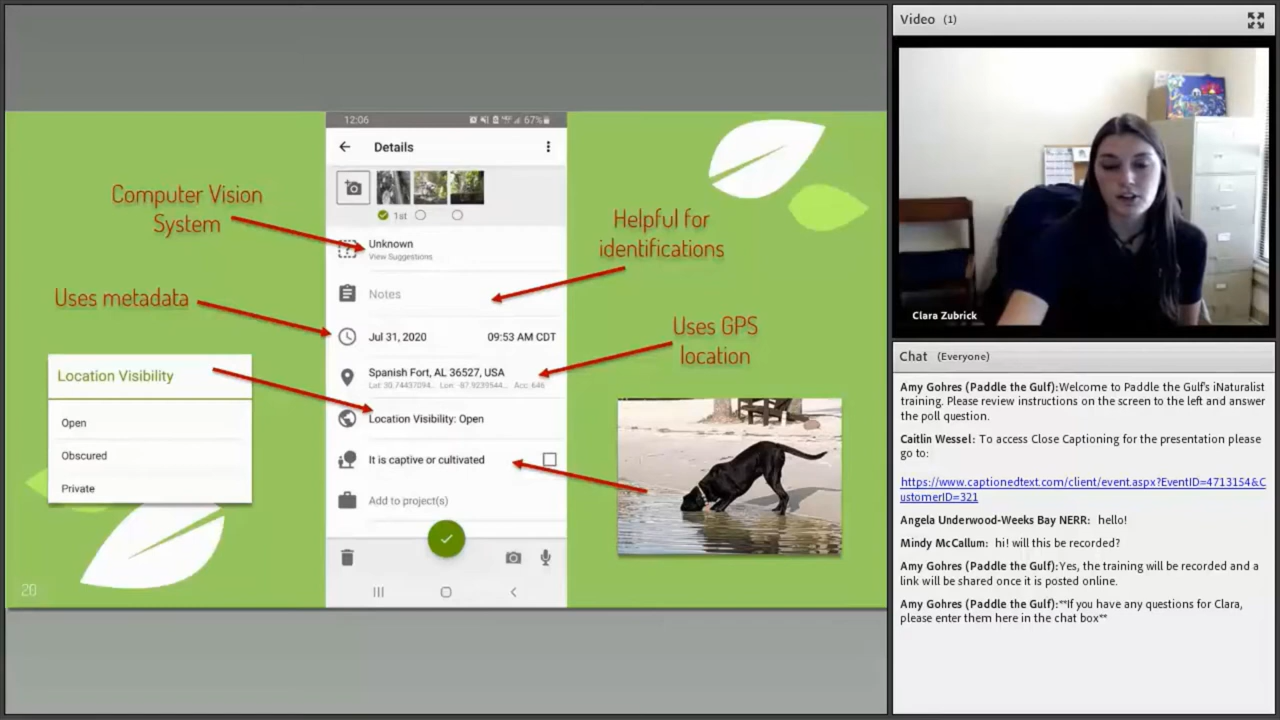 12:06
67%
Details
1st
Computer Vision
System
Unknown
View Suggestions
Helpful for
identifications
Notes
Uses metadata
Jul 31, 2020 09:53 AM CDT
Uses GPS
location
Spanish Fort, AL 36527, USA
Location Visibility
Open
Obscured
Private
Location Visibility: Open
It is captive or cultivated
Add to project(s)
20
Video (1)
Clara Zubrick
Chat (Everyone)
Amy Gohres (Paddle the Gulf):Welcome to Paddle the Gulf's iNaturalist
training. Please review instructions on the screen to the left and answer
the poll question.
Caitlin Wessel: To access Close Captioning for the presentation please
go to:
https://www.captionedtext.com/client/event.aspx?EventID=4713154&C
ustomerID=321
Angela Underwood-Weeks Bay NERR: hello!
Mindy McCallum: hi! will this be recorded?
Amy Gohres (Paddle the Gulf):Yes, the training will be recorded and a
link will be shared once it is posted online.
Amy Gohres (Paddle the Gulf):**If you have any questions for Clara,
please enter them here in the chat box**